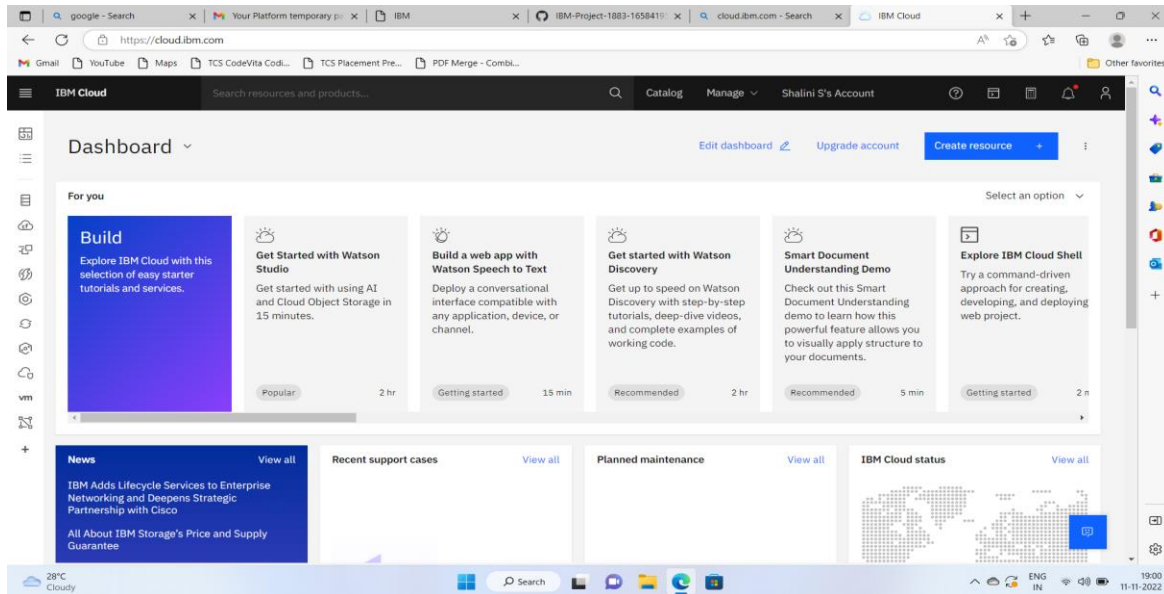 google - Search
Your Platform temporary pa
IBM
IBM-Project-1883-1658419
cloud.ibm.com - Search
IBM Cloud
https://cloud.ibm.com
Gmail YouTube Maps TCS CodeVita Codi... TCS Placement Pre... PDF Merge - Combi... Other favorites
IBM Cloud Search resources and products... Catalog Manage Shalini S's Account
Dashboard
Edit dashboard Upgrade account Create resource +
For you
Select an option
Build
Explore IBM Cloud with this
selection of easy starter
tutorials and services.
Get Started with Watson
Studio
Get started with using AI
and Cloud Object Storage in
15 minutes.
Popular 2 hr
Build a web app with
Watson Speech to Text
Deploy a conversational
interface compatible with
any application, device, or
channel.
Getting started 15 min
Get started with Watson
Discovery
Get up to speed on Watson
Discovery with step-by-step
tutorials, deep-dive videos,
and complete examples of
working code.
Recommended 2 hr
Smart Document
Understanding Demo
Check out this Smart
Document Understanding
demo to learn how this
powerful feature allows you
to visually apply structure to
your documents.
Recommended 5 min
Explore IBM Cloud Shell
Try a command-driven
approach for creating,
developing, and deploying
web project.
Getting started 2 n
vm
News View all
IBM Adds Lifecycle Services to Enterprise
Networking and Deepens Strategic
Partnership with Cisco
All About IBM Storage's Price and Supply
Guarantee
Recent support cases View all
Planned maintenance View all
IBM Cloud status View all
28°C
Cloudy
Search
ENG
IN
19:00
11-11-2022